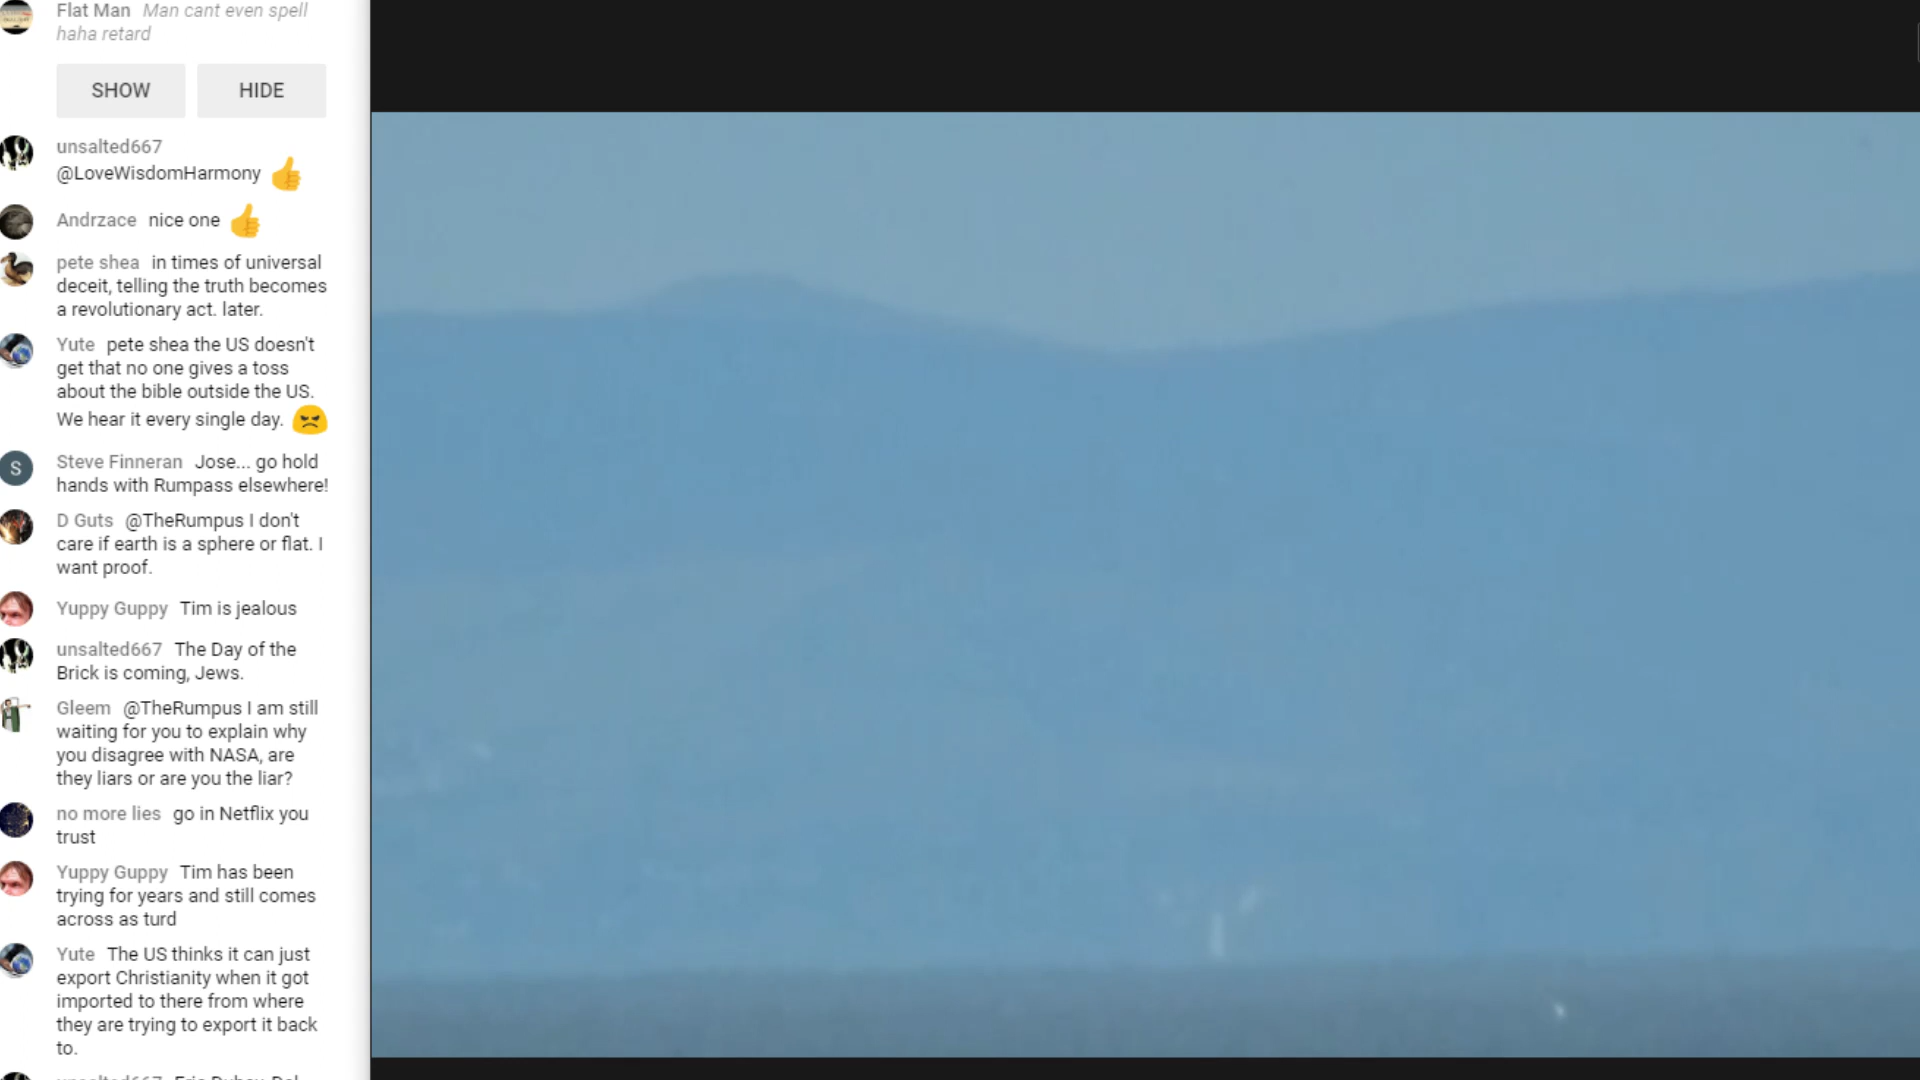 Flat Man Man cant even spell
haha retard
SHOW HIDE
unsalted667
@LoveWisdomHarmony
Andrzace nice one
pete shea in times of universal
deceit, telling the truth becomes
a revolutionary act. later.
Yute pete shea the US doesn't
get that no one gives a toss
about the bible outside the US.
We hear it every single day.
S
Steve Finneran Jose... go hold
hands with Rumpass elsewhere!
D Guts @TheRumpus I don't
care if earth is a sphere or flat. I
want proof.
Yuppy Guppy Tim is jealous
unsalted667 The Day of the
Brick is coming, Jews.
Gleem @TheRumpus I am still
waiting for you to explain why
you disagree with NASA, are
they liars or are you the liar?
no more lies go in Netflix you
trust
Yuppy Guppy Tim has been
trying for years and still comes
across as turd
Yute The US thinks it can just
export Christianity when it got
imported to there from where
they are trying to export it back
to.
unsalted667